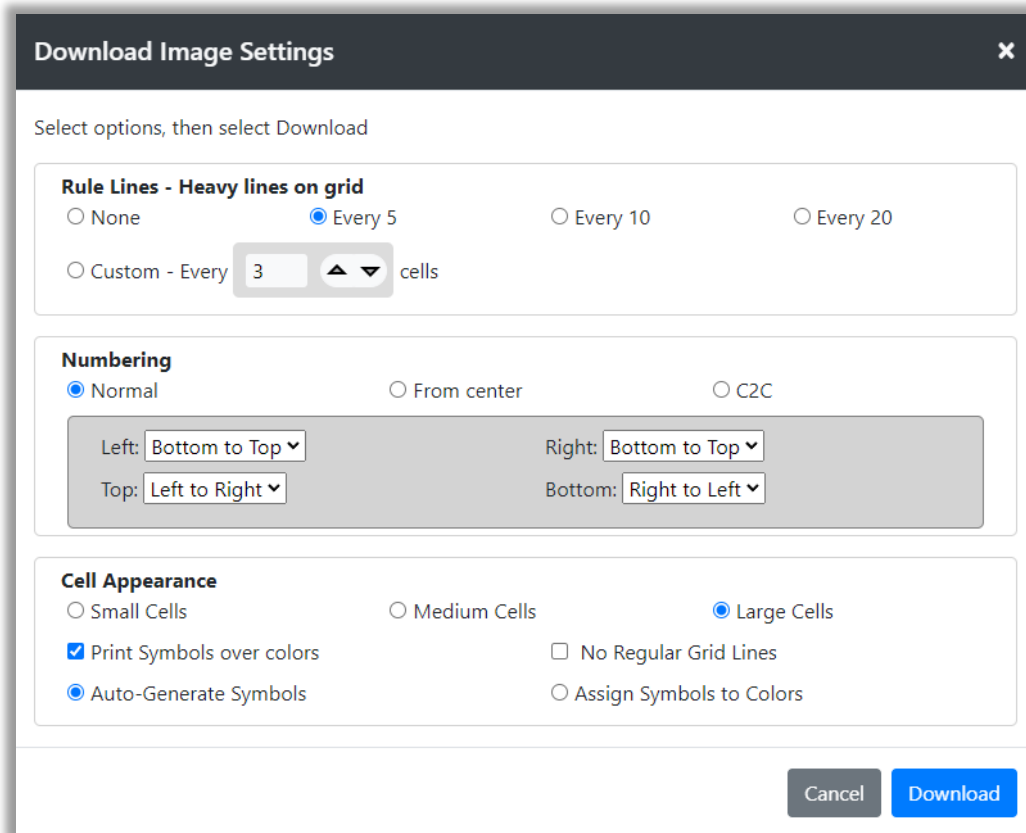 Download Image Settings
Select options, then select Download
Rule Lines - Heavy lines on grid
None Every 5 Every 10 Every 20
Custom - Every 3 cells
Numbering
Normal From center C2C
Left: Bottom to Top Right: Bottom to Top
Top: Left to Right Bottom: Right to Left
Cell Appearance
Small Cells Medium Cells Large Cells
Print Symbols over colors No Regular Grid Lines
Auto-Generate Symbols Assign Symbols to Colors
Cancel Download